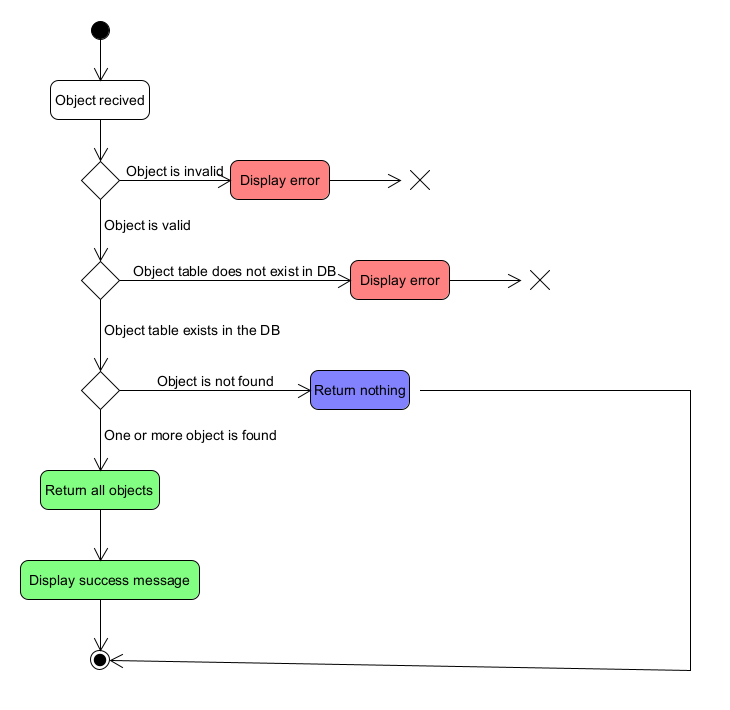 Object recived
Object is invalid
Display error
Object is valid
Object table does not exist in DB
Display error
Object table exists in the DB
Object is not found
Return nothing
One or more object is found
Return all objects
Display success message